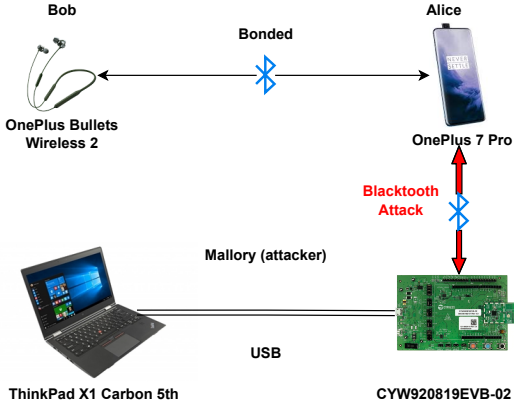 Bob
Alice
Bonded
NEVER
SETTLE
OnePlus Bullets
Wireless 2
OnePlus 7 Pro
Blacktooth
Attack
Mallory (attacker)
USB
ThinkPad X1 Carbon 5th
CYW920819EVB-02